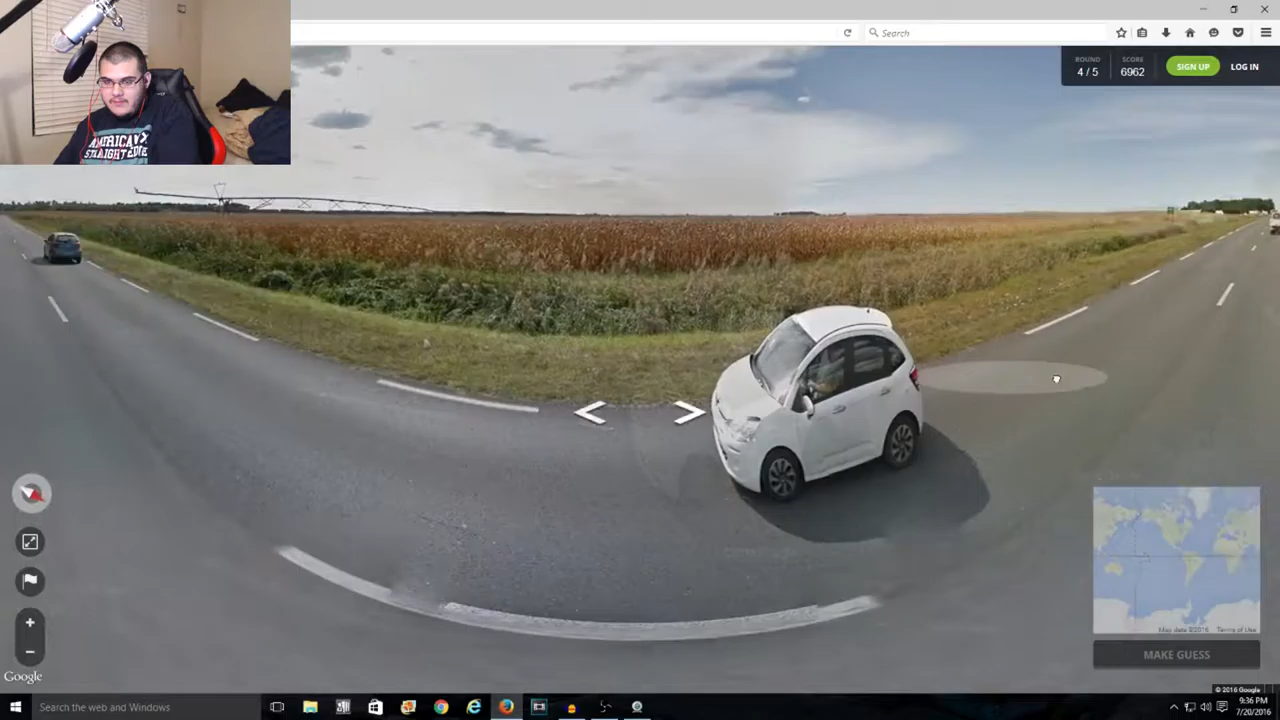 Search
ROUND
4 / 5
SCORE
6962
SIGN UP
LOG IN
AMERICA
STRAIGHT EDGE
Map data ©2016
Terms of Use
MAKE GUESS
Google
© 2016 Google
Search the web and Windows
9:36 PM
7/20/2016